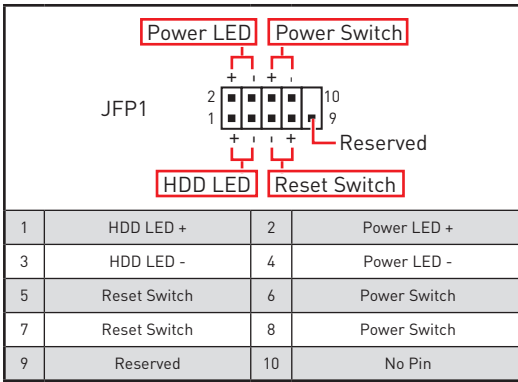 Power LED Power Switch
+ - + -
JFP1
2 10
1 9
+ - - +
Reserved
HDD LED Reset Switch
1 HDD LED + 2 Power LED +
3 HDD LED - 4 Power LED -
5 Reset Switch 6 Power Switch
7 Reset Switch 8 Power Switch
9 Reserved 10 No Pin